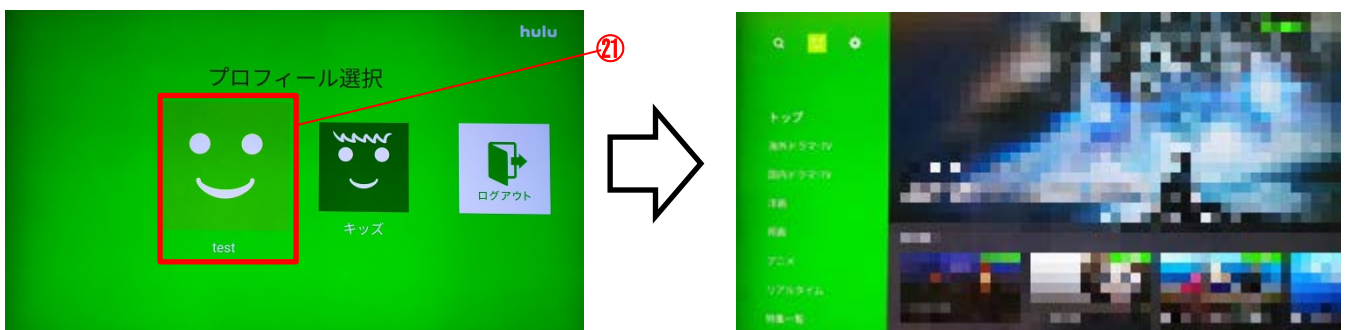 hulu
㉑
プロフィール選択
ログアウト
キッズ
test
トップ
海外ドラマ・TV
国内ドラマ・TV
洋画
邦画
アニメ
リアルタイム
特集一覧